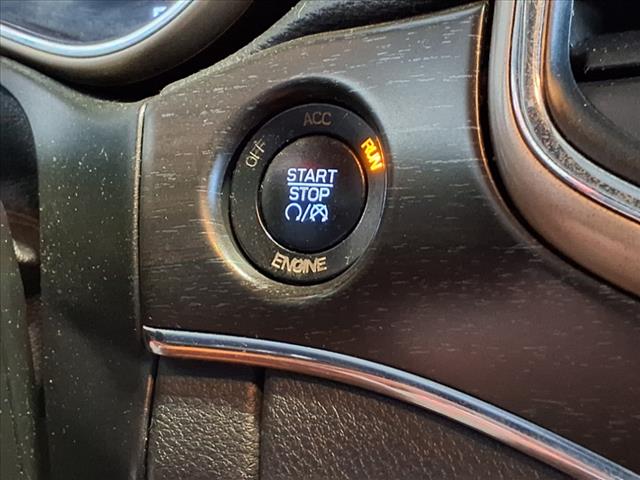 OFF
ACC
RUN
START
STOP
ENGINE